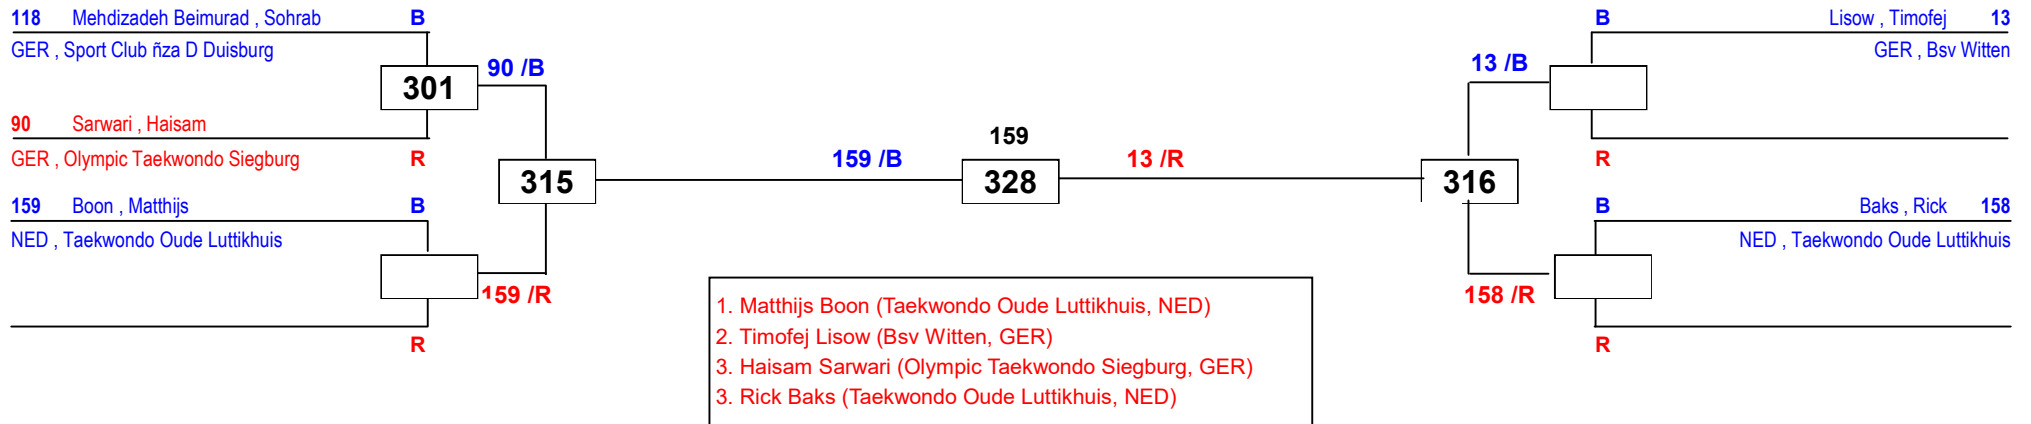 118 Mehdizadeh Beimurad , Sohrab B
GER , Sport Club ñza D Duisburg
301
90 /B
90 Sarwari , Haisam
GER , Olympic Taekwondo Siegburg R
315
159 Boon , Matthijs B
NED , Taekwondo Oude Luttikhuis
159 /R
R
159 /B
159
328
13 /R
B Lisow , Timofej 13
GER , Bsv Witten
13 /B
R
316
B Baks , Rick 158
NED , Taekwondo Oude Luttikhuis
158 /R
R
1. Matthijs Boon (Taekwondo Oude Luttikhuis, NED)
2. Timofej Lisow (Bsv Witten, GER)
3. Haisam Sarwari (Olympic Taekwondo Siegburg, GER)
3. Rick Baks (Taekwondo Oude Luttikhuis, NED)